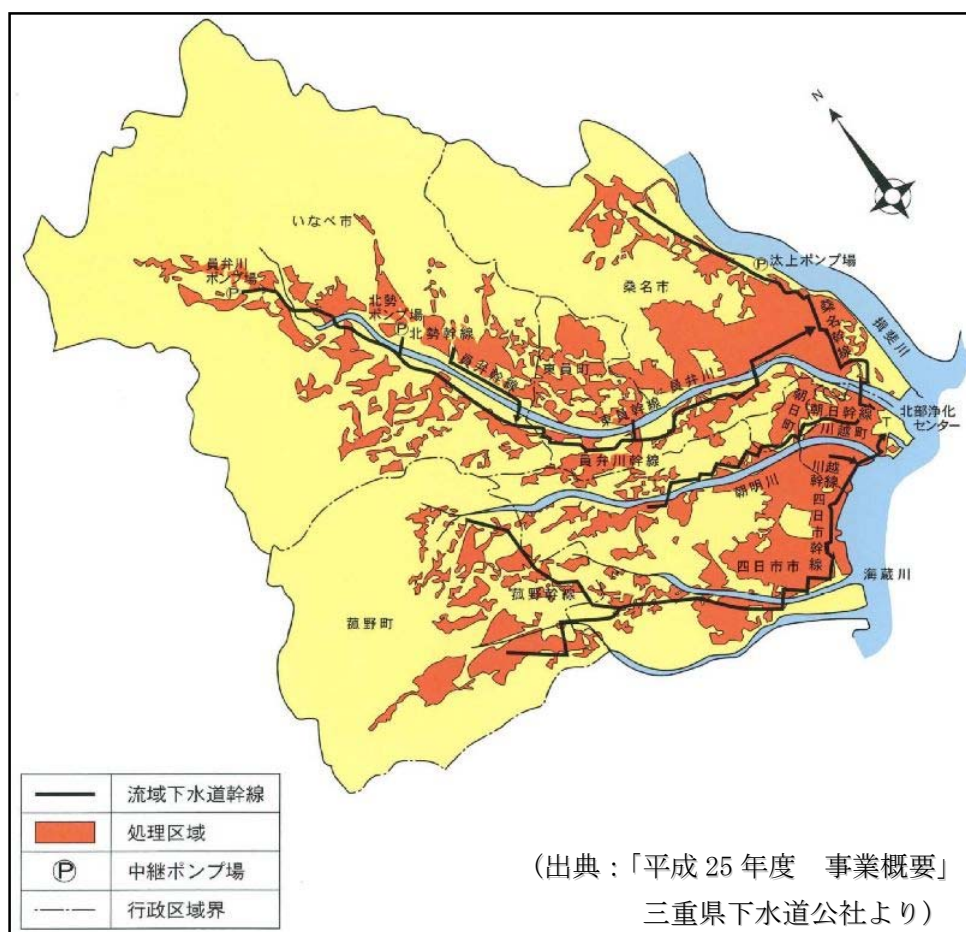 N
いなべ市
員弁川
ポンプ場
Ⓟ
北勢
ポンプ場
Ⓟ
北勢幹線
員弁幹線
東員町
東員幹線
員弁川
員弁川幹線
桑名市
Ⓟ汰上ポンプ場
桑名幹線
揖斐川
北部浄化
センター
T
朝日町
朝日幹線
川越町
川越幹線
朝明川
四日市幹線
四日市市
海蔵川
菰野幹線
菰野町
流域下水道幹線
処理区域
Ⓟ 中継ポンプ場
行政区域界
(出典:「平成 25 年度 事業概要」
三重県下水道公社より)